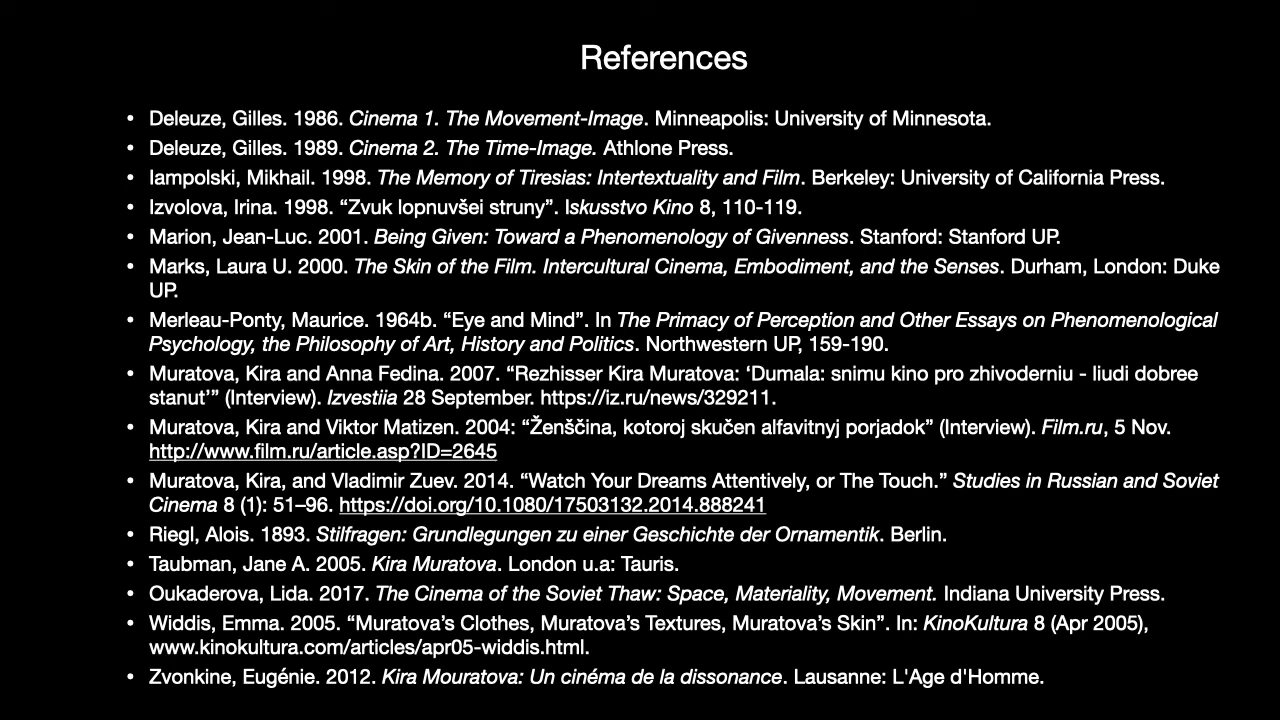 References
• Deleuze, Gilles. 1986. Cinema 1. The Movement-Image. Minneapolis: University of Minnesota.
• Deleuze, Gilles. 1989. Cinema 2. The Time-Image. Athlone Press.
• Iampolski, Mikhail. 1998. The Memory of Tiresias: Intertextuality and Film. Berkeley: University of California Press.
• Izvolova, Irina. 1998. “Zvuk lopnuvšei struny”. Iskusstvo Kino 8, 110-119.
• Marion, Jean-Luc. 2001. Being Given: Toward a Phenomenology of Givenness. Stanford: Stanford UP.
• Marks, Laura U. 2000. The Skin of the Film. Intercultural Cinema, Embodiment, and the Senses. Durham, London: Duke
UP.
• Merleau-Ponty, Maurice. 1964b. “Eye and Mind”. In The Primacy of Perception and Other Essays on Phenomenological
Psychology, the Philosophy of Art, History and Politics. Northwestern UP, 159-190.
• Muratova, Kira and Anna Fedina. 2007. “Rezhisser Kira Muratova: ‘Dumala: snimu kino pro zhivoderniu - liudi dobree
stanut’” (Interview). Izvestiia 28 September. https://iz.ru/news/329211.
• Muratova, Kira and Viktor Matizen. 2004: “Ženščina, kotoroj skučen alfavitnyj porjadok” (Interview). Film.ru, 5 Nov.
http://www.film.ru/article.asp?ID=2645
• Muratova, Kira, and Vladimir Zuev. 2014. “Watch Your Dreams Attentively, or The Touch.” Studies in Russian and Soviet
Cinema 8 (1): 51–96. https://doi.org/10.1080/17503132.2014.888241
• Riegl, Alois. 1893. Stilfragen: Grundlegungen zu einer Geschichte der Ornamentik. Berlin.
• Taubman, Jane A. 2005. Kira Muratova. London u.a: Tauris.
• Oukaderova, Lida. 2017. The Cinema of the Soviet Thaw: Space, Materiality, Movement. Indiana University Press.
• Widdis, Emma. 2005. “Muratova’s Clothes, Muratova’s Textures, Muratova’s Skin”. In: KinoKultura 8 (Apr 2005),
www.kinokultura.com/articles/apr05-widdis.html.
• Zvonkine, Eugénie. 2012. Kira Mouratova: Un cinéma de la dissonance. Lausanne: L'Age d'Homme.